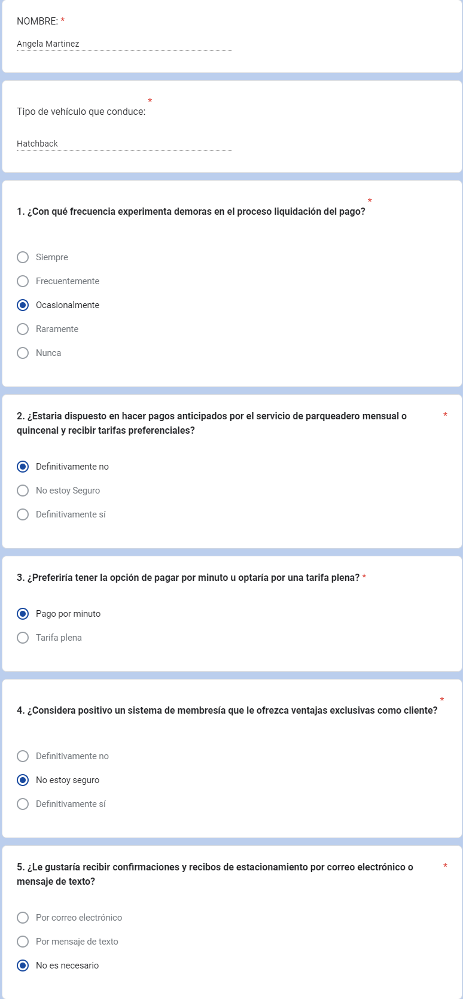 NOMBRE: *
Angela Martinez
*
Tipo de vehículo que conduce:
Hatchback
*
1. ¿Con qué frecuencia experimenta demoras en el proceso liquidación del pago?
Siempre
Frecuentemente
Ocasionalmente
Raramente
Nunca
2. ¿Estaria dispuesto en hacer pagos anticipados por el servicio de parqueadero mensual o *
quincenal y recibir tarifas preferenciales?
Definitivamente no
No estoy Seguro
Definitivamente sí
3. ¿Preferiría tener la opción de pagar por minuto u optaría por una tarifa plena? *
Pago por minuto
Tarifa plena
*
4. ¿Considera positivo un sistema de membresía que le ofrezca ventajas exclusivas como cliente?
Definitivamente no
No estoy seguro
Definitivamente sí
5. ¿Le gustaría recibir confirmaciones y recibos de estacionamiento por correo electrónico o *
mensaje de texto?
Por correo electrónico
Por mensaje de texto
No es necesario